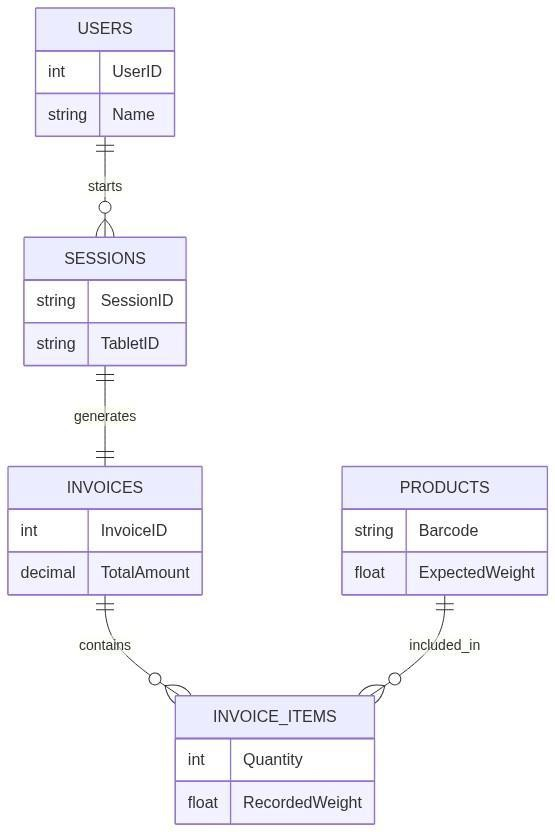 USERS
int UserID
string Name
starts
SESSIONS
string SessionID
string TabletID
generates
INVOICES
int InvoiceID
decimal TotalAmount
PRODUCTS
string Barcode
float ExpectedWeight
contains
included_in
INVOICE_ITEMS
int Quantity
float RecordedWeight